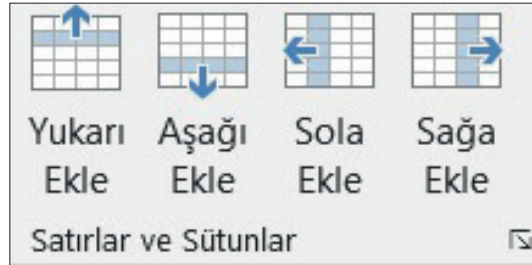 Yukarı Aşağı Sola Sağa
Ekle Ekle Ekle Ekle
Satırlar ve Sütunlar